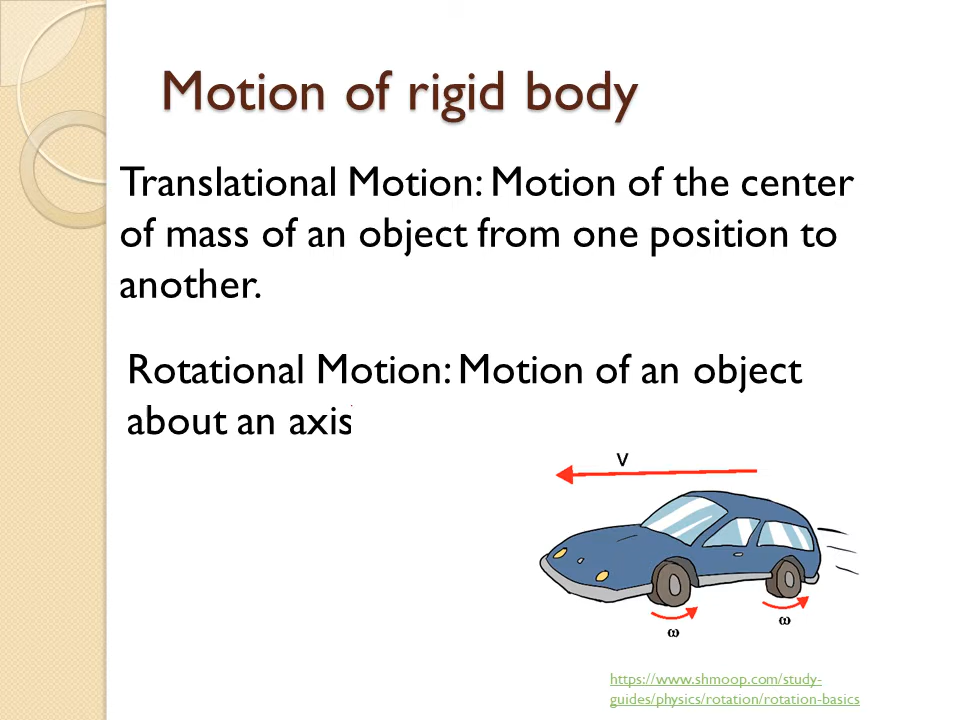 Motion of rigid body
Translational Motion: Motion of the center
of mass of an object from one position to
another.
Rotational Motion: Motion of an object
about an axis
v
ω
ω
https://www.shmoop.com/study-
guides/physics/rotation/rotation-basics